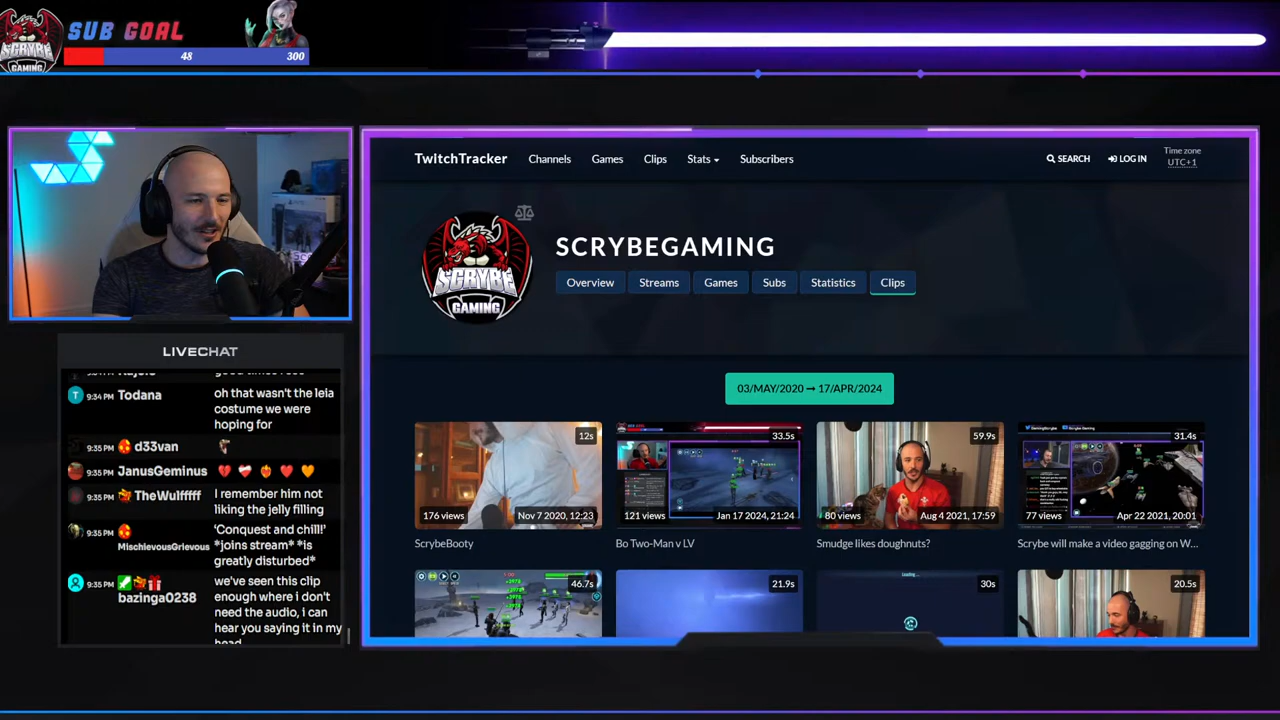 SUB GOAL
48
300
SCRYBE
GAMING
TwitchTracker
Channels
Games
Clips
Stats
Subscribers
SEARCH
LOG IN
Time zone
UTC+1
SCRYBE
GAMING
SCRYBEGAMING
Overview
Streams
Games
Subs
Statistics
Clips
03/MAY/2020 → 17/APR/2024
12s
176 views
Nov 7 2020, 12:23
ScrybeBooty
33.5s
121 views
Jan 17 2024, 21:24
Bo Two-Man v LV
59.9s
80 views
Aug 4 2021, 17:59
Smudge likes doughnuts?
31.4s
77 views
Apr 22 2021, 20:01
Scrybe will make a video gagging on W...
46.7s
21.9s
30s
20.5s
LIVECHAT
9:34 PM Todana
oh that wasn't the leia
costume we were
hoping for
9:35 PM d33van
9:35 PM JanusGeminus
9:35 PM TheWulfffff
I remember him not
liking the jelly filling
9:35 PM MischievousGrievous
'Conquest and chill!'
*joins stream* *is
greatly disturbed*
9:35 PM bazinga0238
we've seen this clip
enough where i don't
need the audio, i can
hear you saying it in my